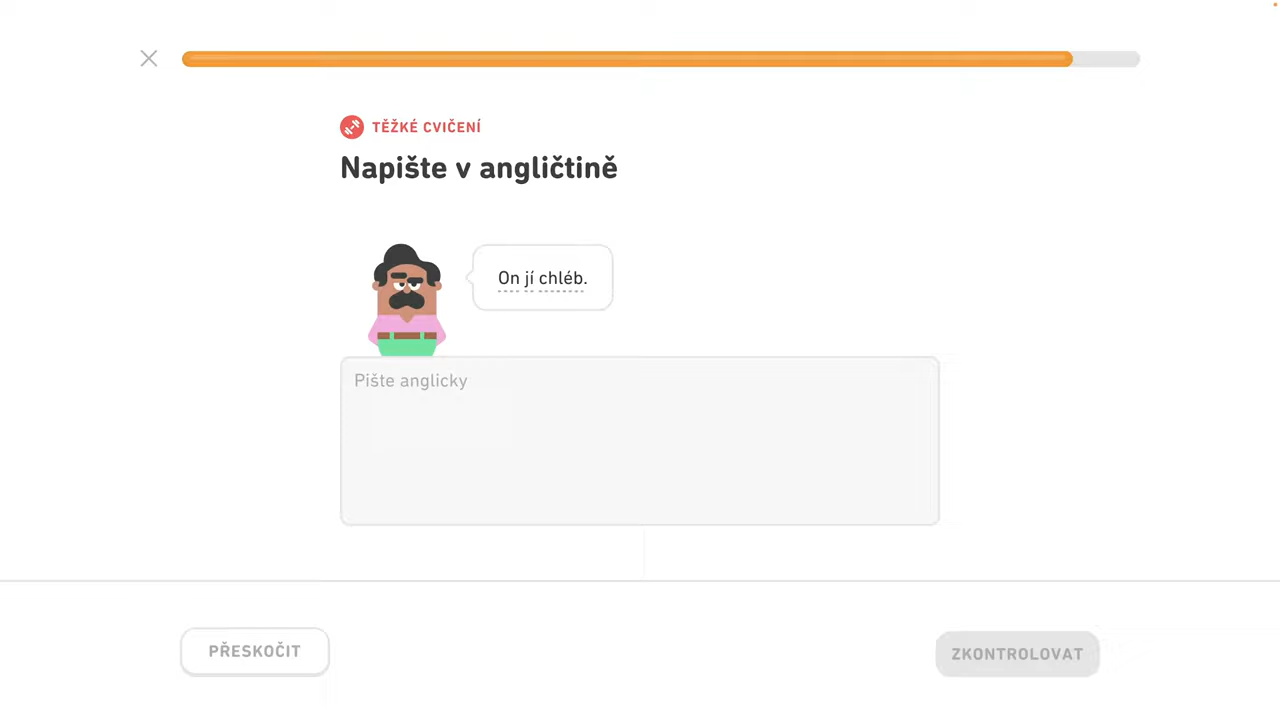 TĚŽKÉ CVIČENÍ
Napište v angličtině
On jí chléb.
Pište anglicky
PŘESKOČIT
ZKONTROLOVAT